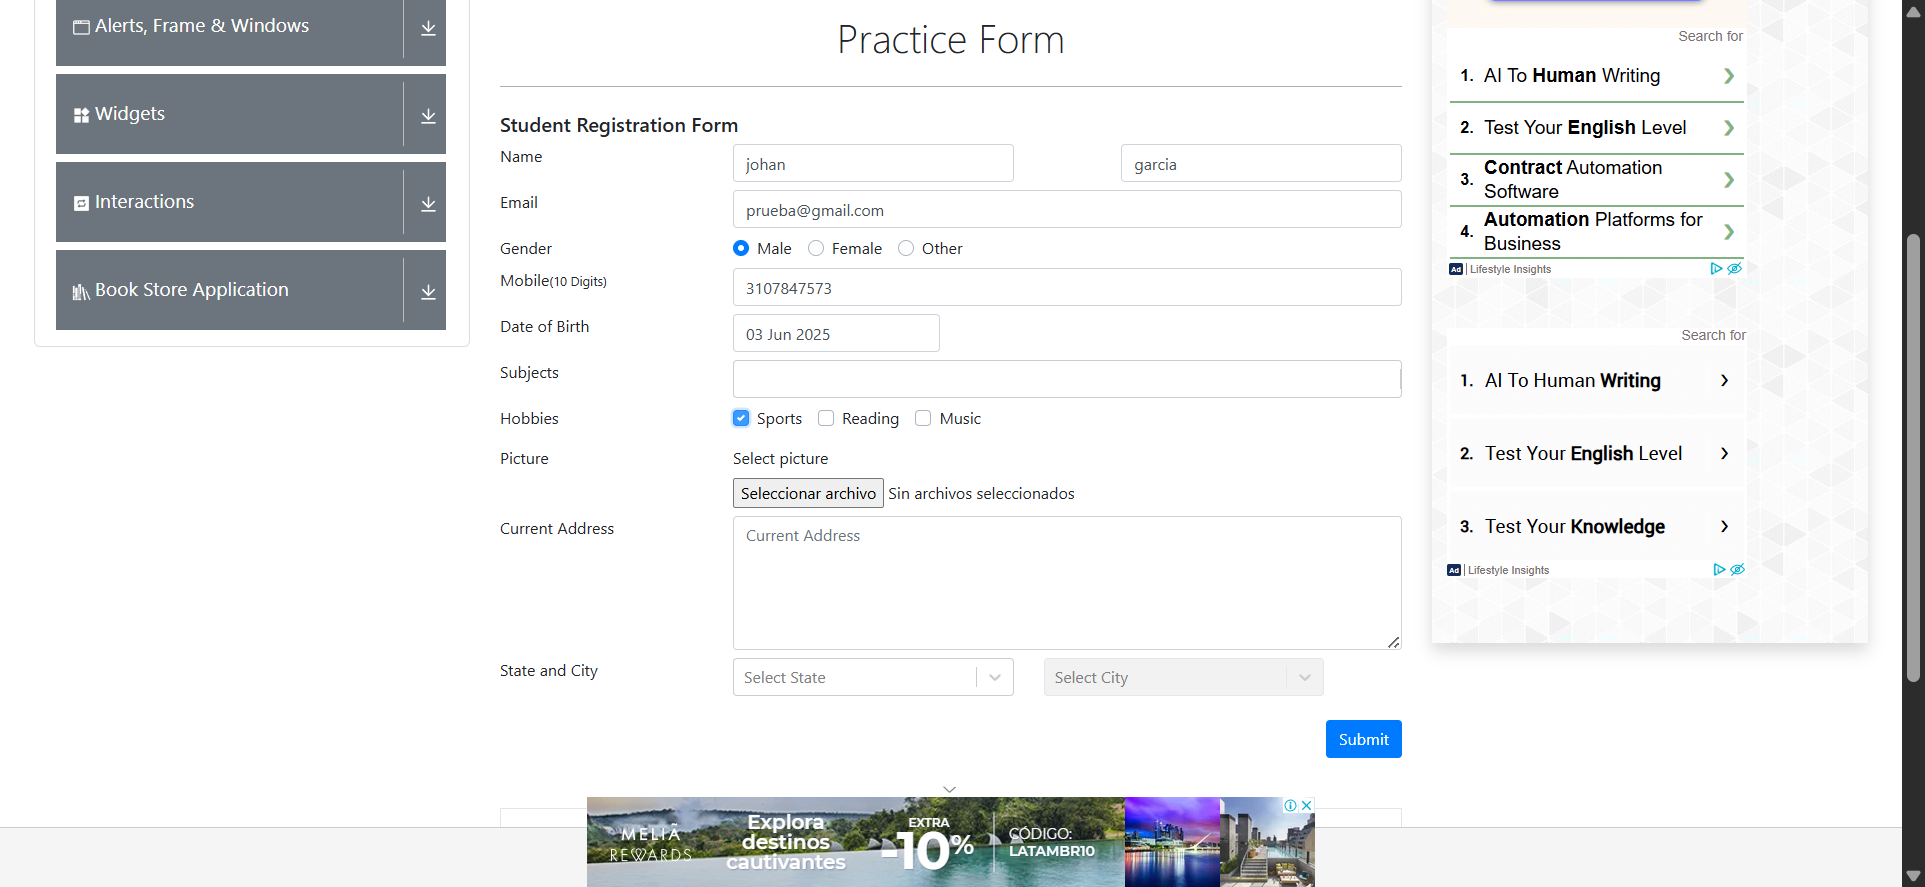 Alerts, Frame & Windows
Widgets
Interactions
Book Store Application
Practice Form
Student Registration Form
Name
johan
garcia
Email
prueba@gmail.com
Gender
Male
Female
Other
Mobile(10 Digits)
3107847573
Date of Birth
03 Jun 2025
Subjects
Hobbies
Sports
Reading
Music
Picture
Select picture
Seleccionar archivo
Sin archivos seleccionados
Current Address
Current Address
State and City
Select State
Select City
Submit
Search for
1. AI To Human Writing
2. Test Your English Level
3. Contract Automation
Software
4. Automation Platforms for
Business
Ad | Lifestyle Insights
Search for
1. AI To Human Writing
2. Test Your English Level
3. Test Your Knowledge
Ad | Lifestyle Insights
MELIÃ
REWARDS
Explora
destinos
cautivantes
EXTRA
-10%
CÓDIGO:
LATAMBR10